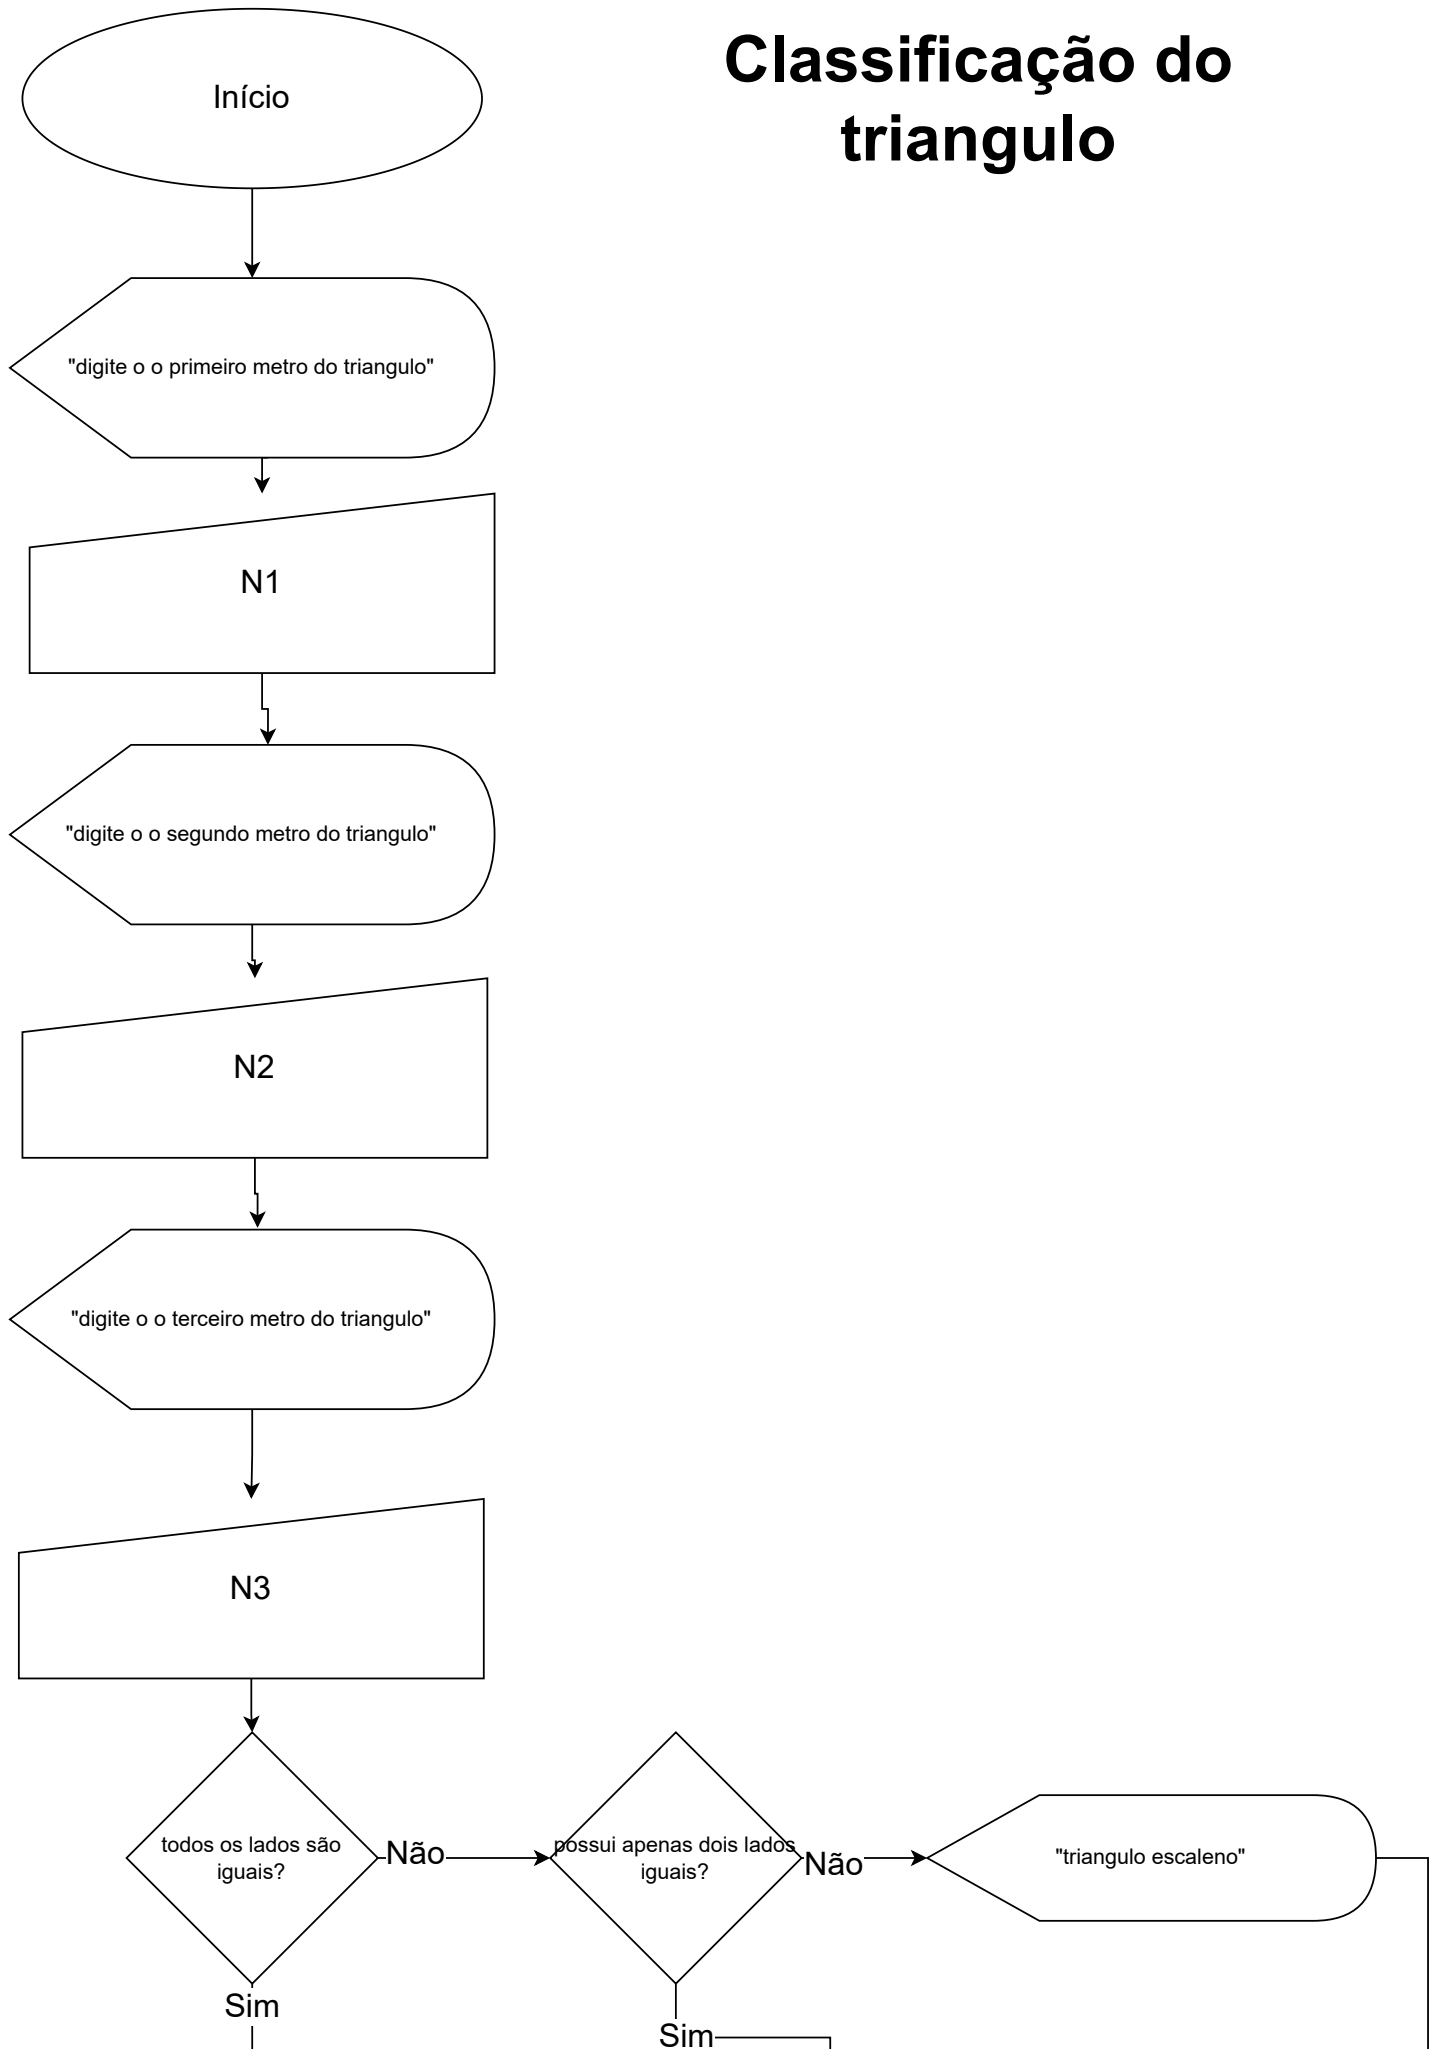 Classificação do
triangulo
Início
"digite o o primeiro metro do triangulo"
N1
"digite o o segundo metro do triangulo"
N2
"digite o o terceiro metro do triangulo"
N3
todos os lados são
iguais?
Não
possui apenas dois lados
iguais?
Não
"triangulo escaleno"
Sim
Sim